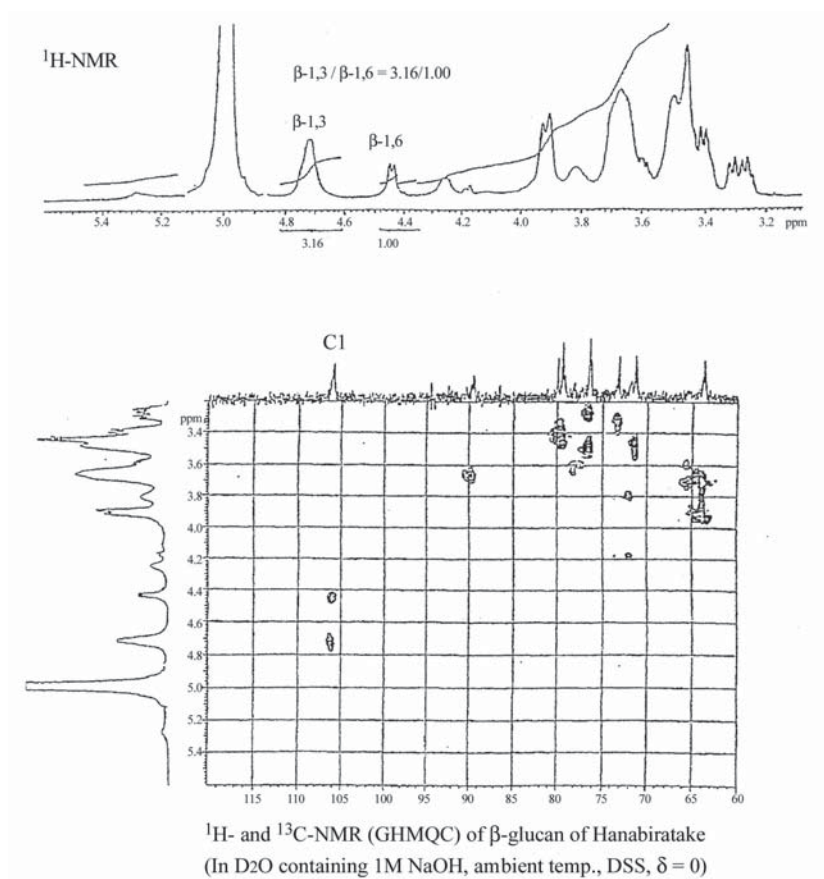 ¹H-NMR
β-1,3 / β-1,6 = 3.16/1.00
β-1,3
β-1,6
5.4 5.2 5.0 4.8 4.6 4.4 4.2 4.0 3.8 3.6 3.4 3.2 ppm
3.16 1.00
C1
ppm
3.4
3.6
3.8
4.0
4.2
4.4
4.6
4.8
5.0
5.2
5.4
115 110 105 100 95 90 85 80 75 70 65 60
¹H- and ¹³C-NMR (GHMQC) of β-glucan of Hanabiratake
(In D2O containing 1M NaOH, ambient temp., DSS, δ = 0)